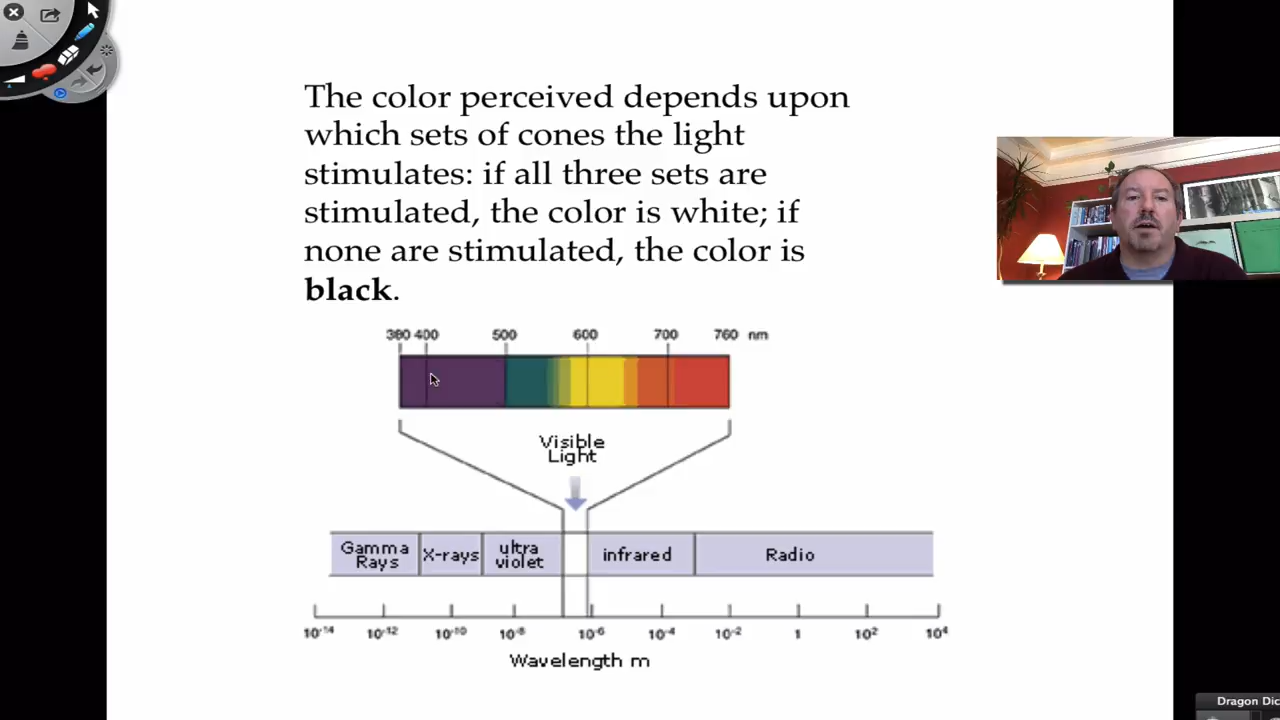 The color perceived depends upon
which sets of cones the light
stimulates: if all three sets are
stimulated, the color is white; if
none are stimulated, the color is
black.
380 400 500 600 700 760 nm
Visible
Light
Gamma
Rays
X-rays
ultra
violet
infrared
Radio
10-14 10-12 10-10 10-8 10-6 10-4 10-2 1 102 104
Wavelength m
Dragon Dic